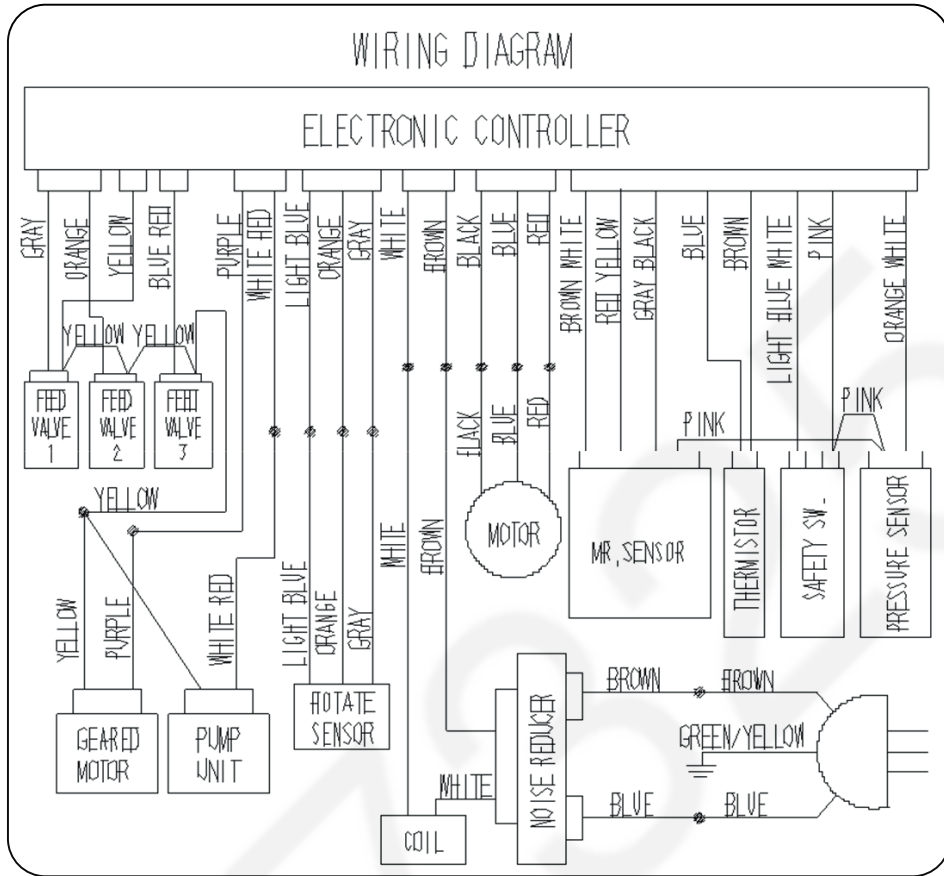 WIRING DIAGRAM
ELECTRONIC CONTROLLER
GRAY
ORANGE
YELLOW
BLUE RED
PURPLE
WHITE RED
LIGHT BLUE
ORANGE
GRAY
WHITE
BROWN
BLACK
BLUE
RED
BROWN WHITE
RED YELLOW
GRAY BLACK
BLUE
BROWN
LIGHT BLUE WHITE
PINK
ORANGE WHITE
YELLOW
YELLOW
FEED
VALVE
1
FEED
VALVE
2
FEED
VALVE
3
BLACK
BLUE
RED
PINK
PINK
YELLOW
MOTOR
MR, SENSOR
THERMISTOR
SAFETY SW.
PRESSURE SENSOR
YELLOW
PURPLE
WHITE RED
LIGHT BLUE
ORANGE
GRAY
WHITE
BROWN
GEARED
MOTOR
PUMP
UNIT
ROTATE
SENSOR
COIL
WHITE
NOISE REDUCER
BROWN
BROWN
GREEN/YELLOW
BLUE
BLUE